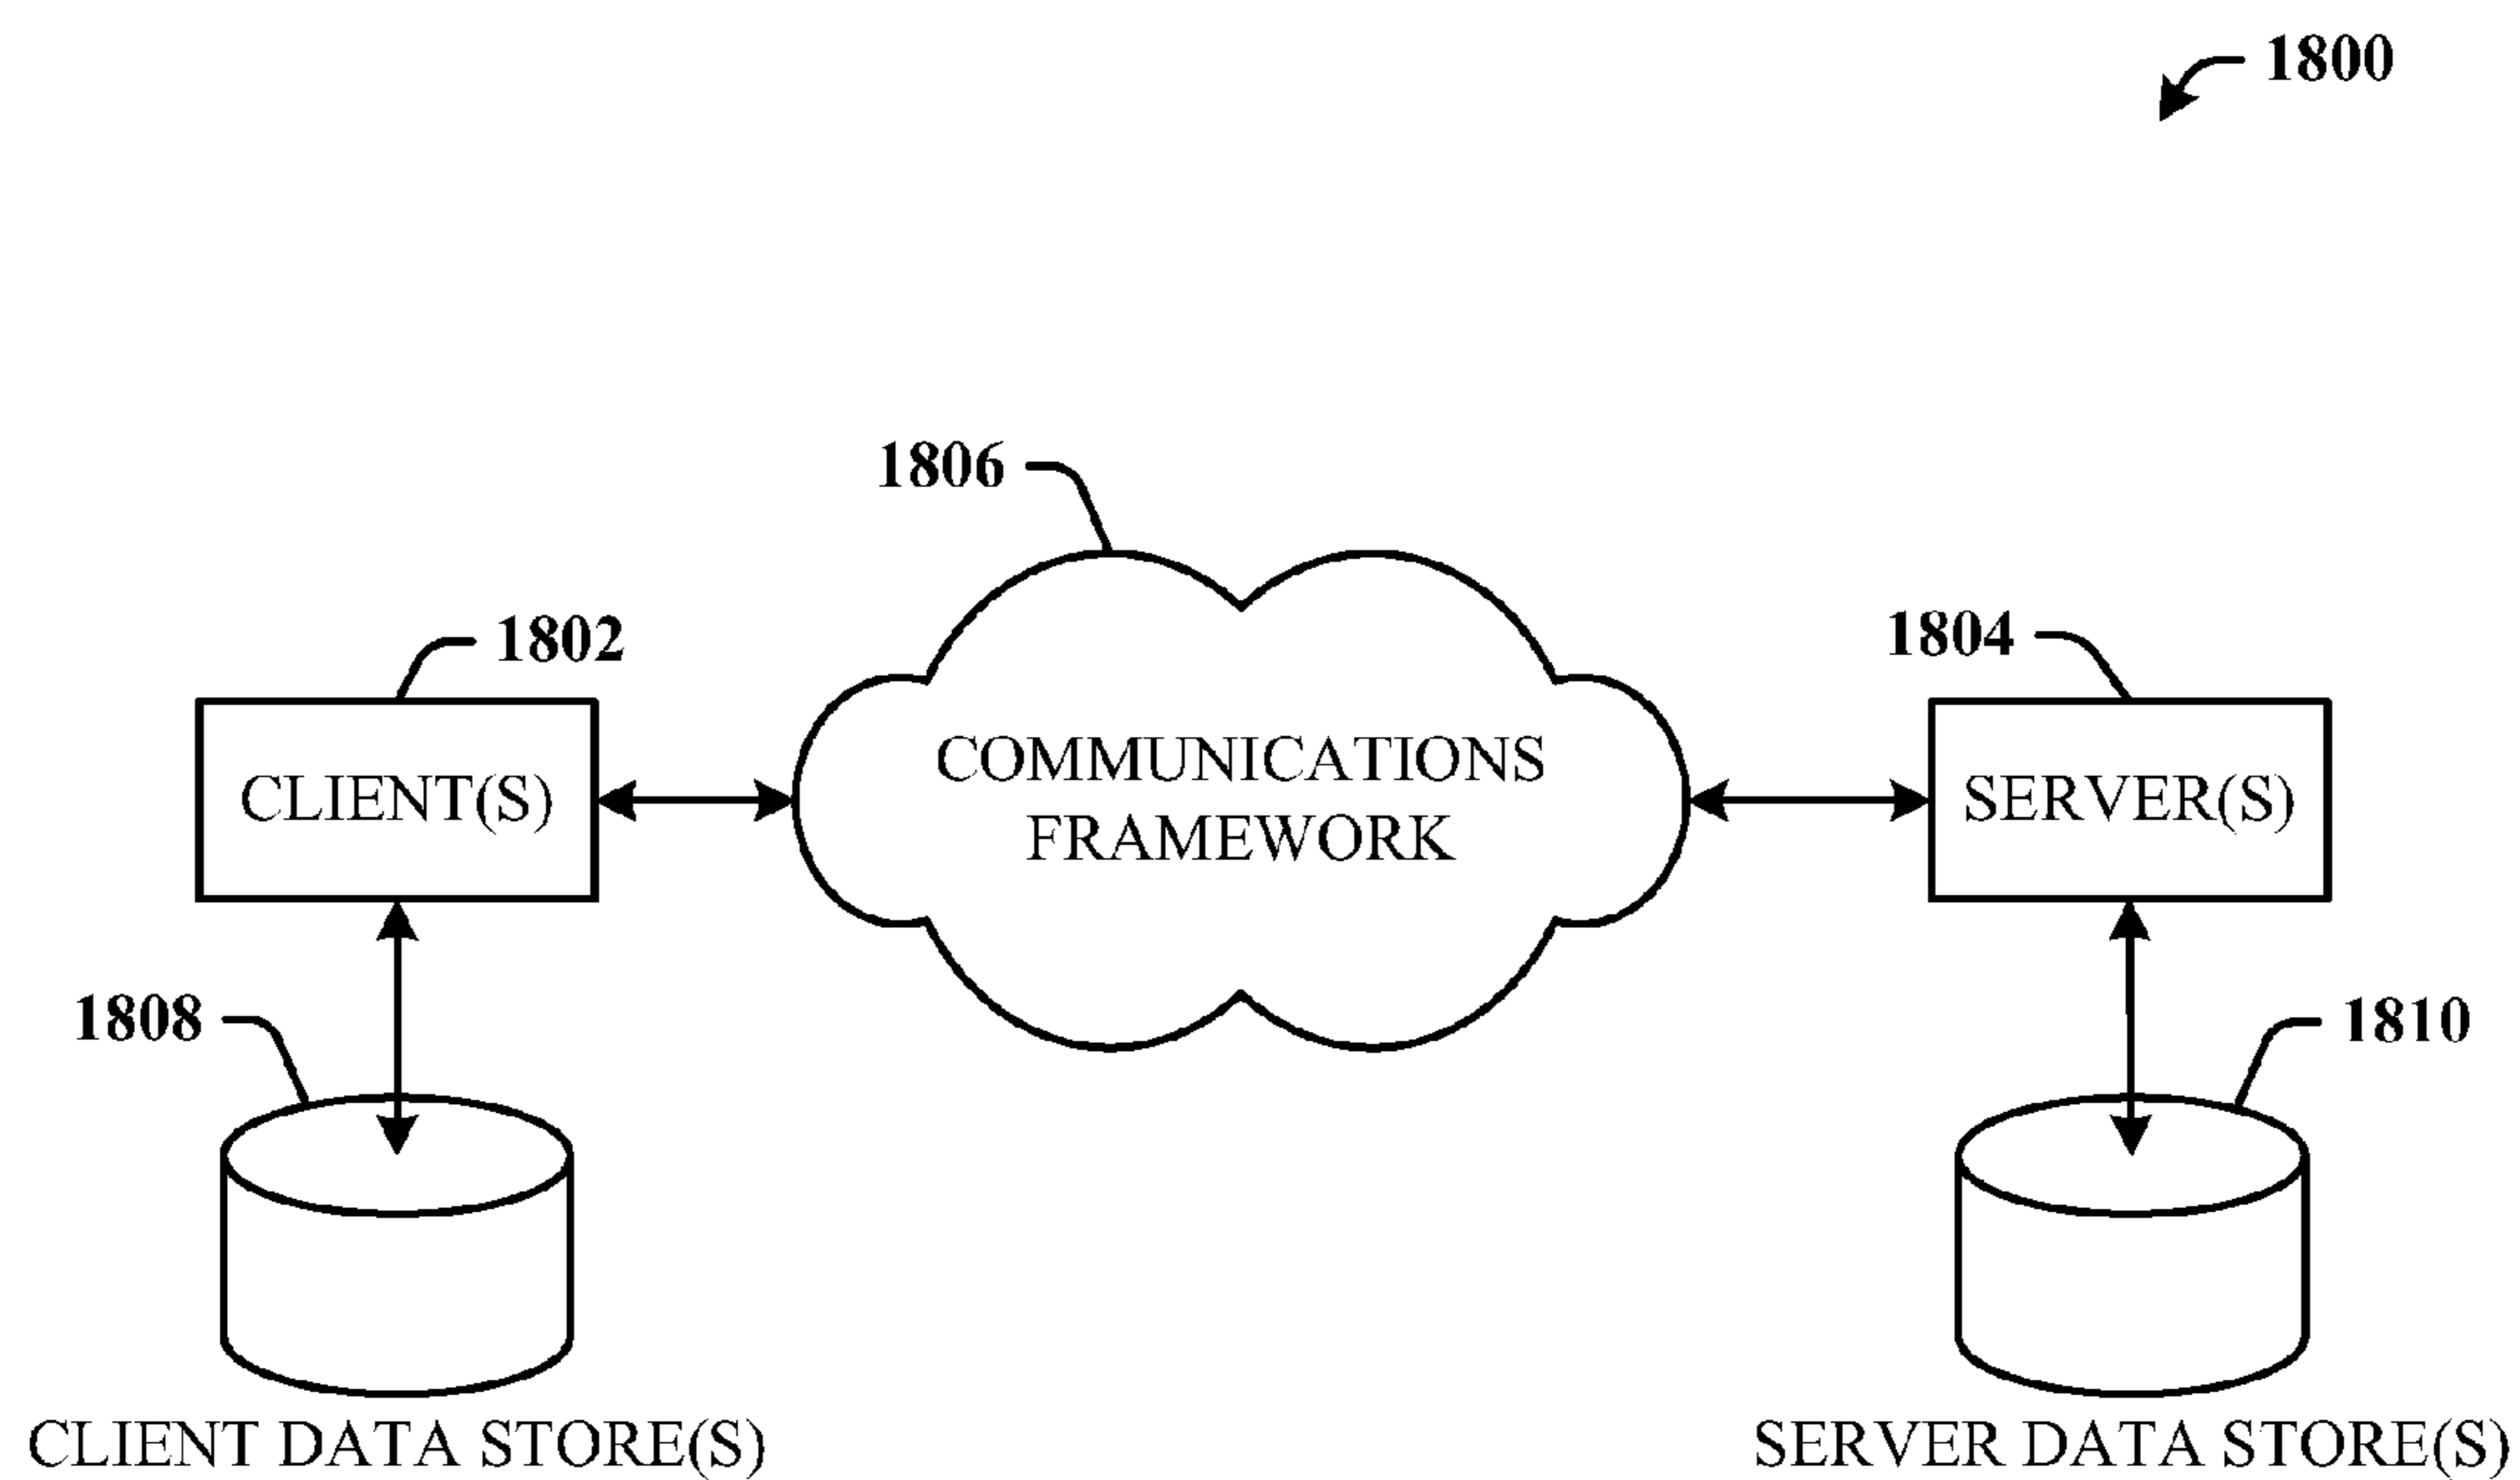 1800
1806
1802
1804
COMMUNICATIONS
FRAMEWORK
CLIENT(S)
SERVER(S)
1808
1810
CLIENT DATA STORE(S)
SERVER DATA STORE(S)